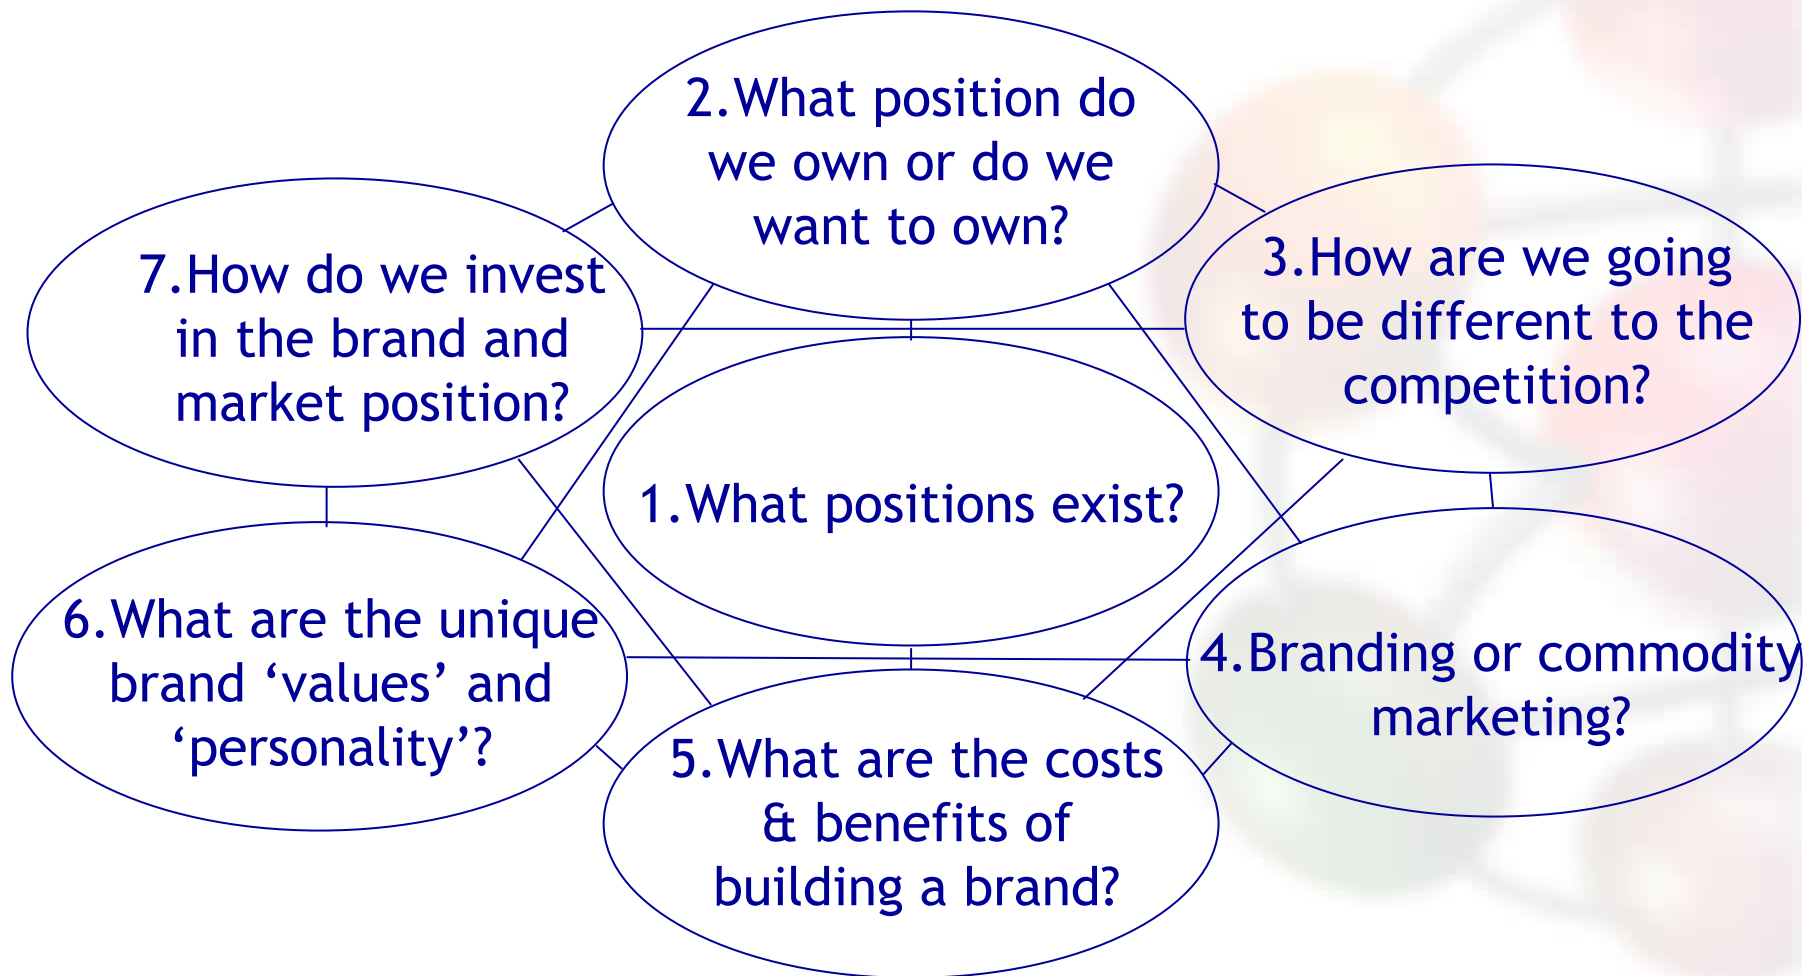 2.What position do
we own or do we
want to own?
3.How are we going
to be different to the
competition?
7.How do we invest
in the brand and
market position?
1.What positions exist?
6.What are the unique
brand ‘values’ and
‘personality’?
4.Branding or commodity
marketing?
5.What are the costs
& benefits of
building a brand?